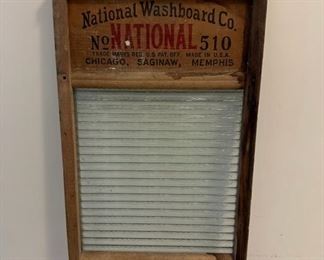 National Washboard Co.
No NATIONAL 510
TRADE MARKS REG. U.S. PAT. OFF. MADE IN U.S.A.
CHICAGO, SAGINAW, MEMPHIS